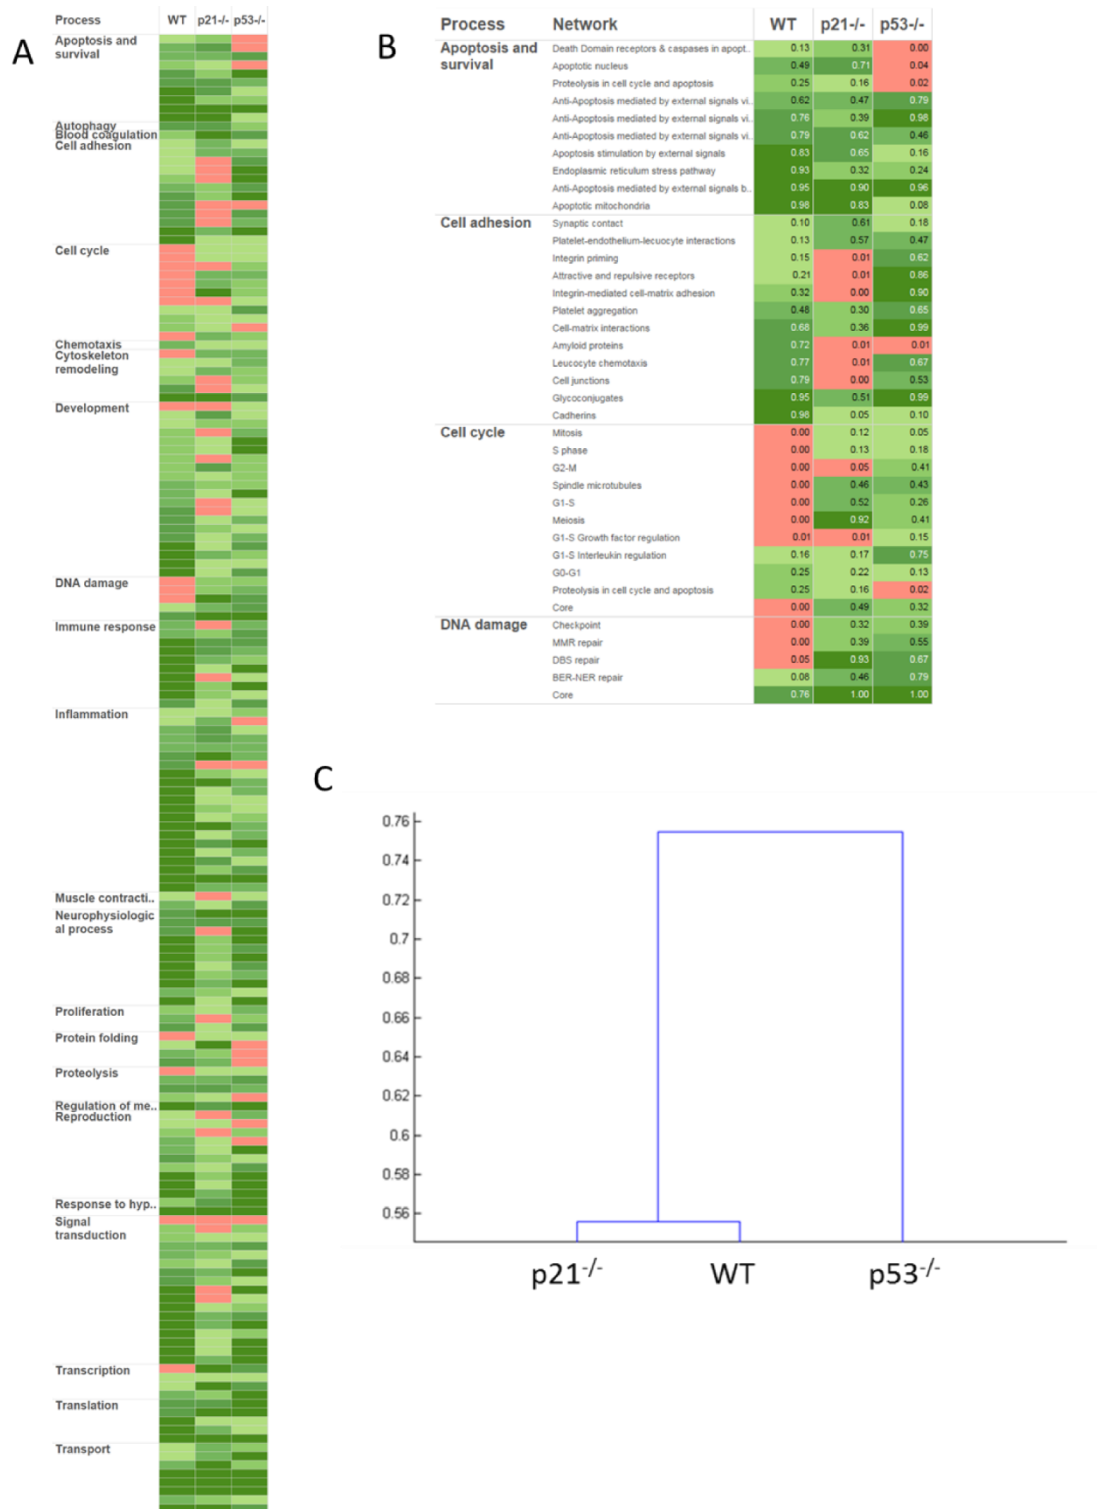 A
Process WT p21-/- p53-/-
Apoptosis and
survival
Autophagy
Blood coagulation
Cell adhesion
Cell cycle
Chemotaxis
Cytoskeleton
remodeling
Development
DNA damage
Immune response
Inflammation
Muscle contracti..
Neurophysiologic
al process
Proliferation
Protein folding
Proteolysis
Regulation of me..
Reproduction
Response to hyp..
Signal
transduction
Transcription
Translation
Transport
B
Process Network WT p21-/- p53-/-
Apoptosis and Death Domain receptors & caspases in apopt.. 0.13 0.31 0.00
survival Apoptotic nucleus 0.49 0.71 0.04
Proteolysis in cell cycle and apoptosis 0.25 0.16 0.02
Anti-Apoptosis mediated by external signals vi.. 0.62 0.47 0.79
Anti-Apoptosis mediated by external signals vi.. 0.76 0.39 0.98
Anti-Apoptosis mediated by external signals vi.. 0.79 0.62 0.46
Apoptosis stimulation by external signals 0.83 0.65 0.16
Endoplasmic reticulum stress pathway 0.93 0.32 0.24
Anti-Apoptosis mediated by external signals b.. 0.95 0.90 0.96
Apoptotic mitochondria 0.98 0.83 0.08
Cell adhesion Synaptic contact 0.10 0.61 0.18
Platelet-endothelium-lecuocyte interactions 0.13 0.57 0.47
Integrin priming 0.15 0.01 0.62
Attractive and repulsive receptors 0.21 0.01 0.86
Integrin-mediated cell-matrix adhesion 0.32 0.00 0.90
Platelet aggregation 0.48 0.30 0.65
Cell-matrix interactions 0.68 0.36 0.99
Amyloid proteins 0.72 0.01 0.01
Leucocyte chemotaxis 0.77 0.01 0.67
Cell junctions 0.79 0.00 0.53
Glycoconjugates 0.95 0.51 0.99
Cadherins 0.98 0.05 0.10
Cell cycle Mitosis 0.00 0.12 0.05
S phase 0.00 0.13 0.18
G2-M 0.00 0.05 0.41
Spindle microtubules 0.00 0.46 0.43
G1-S 0.00 0.52 0.26
Meiosis 0.00 0.92 0.41
G1-S Growth factor regulation 0.01 0.01 0.15
G1-S Interleukin regulation 0.16 0.17 0.75
G0-G1 0.25 0.22 0.13
Proteolysis in cell cycle and apoptosis 0.25 0.16 0.02
Core 0.00 0.49 0.32
DNA damage Checkpoint 0.00 0.32 0.39
MMR repair 0.00 0.39 0.55
DBS repair 0.05 0.93 0.67
BER-NER repair 0.08 0.46 0.79
Core 0.76 1.00 1.00
C
0.76
0.74
0.72
0.7
0.68
0.66
0.64
0.62
0.6
0.58
0.56
p21-/- WT p53-/-